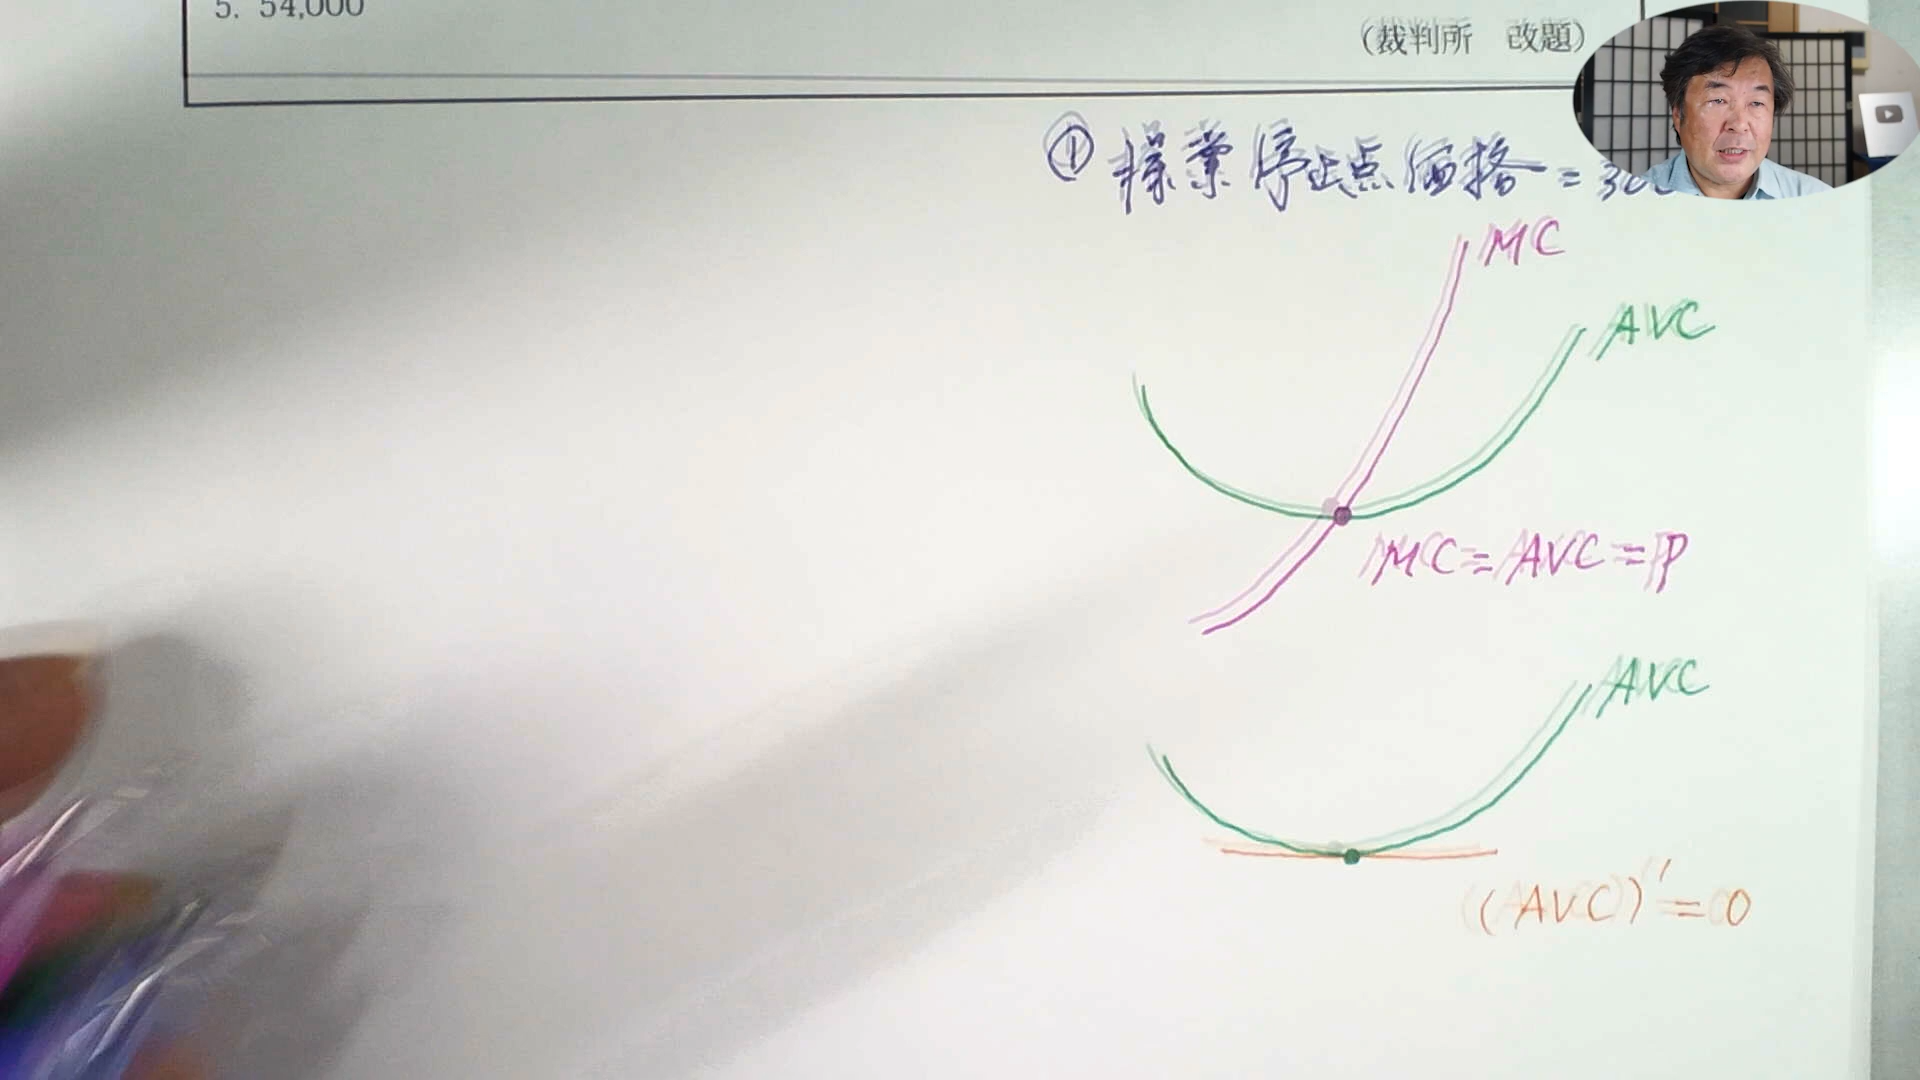 5. 54,000
(裁判所 改題)
① 操業停止点価格 = 300
MC
AVC
MC = AVC = P
AVC
(AVC)' = 0